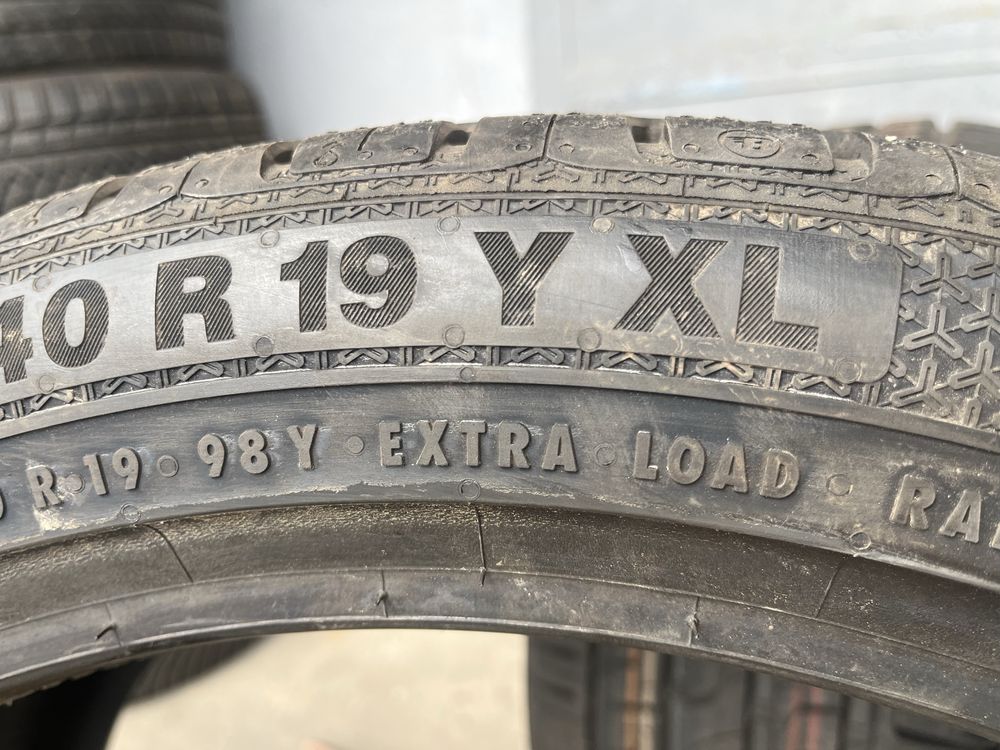 40 R 19 Y XL
R 19 98 Y EXTRA LOAD